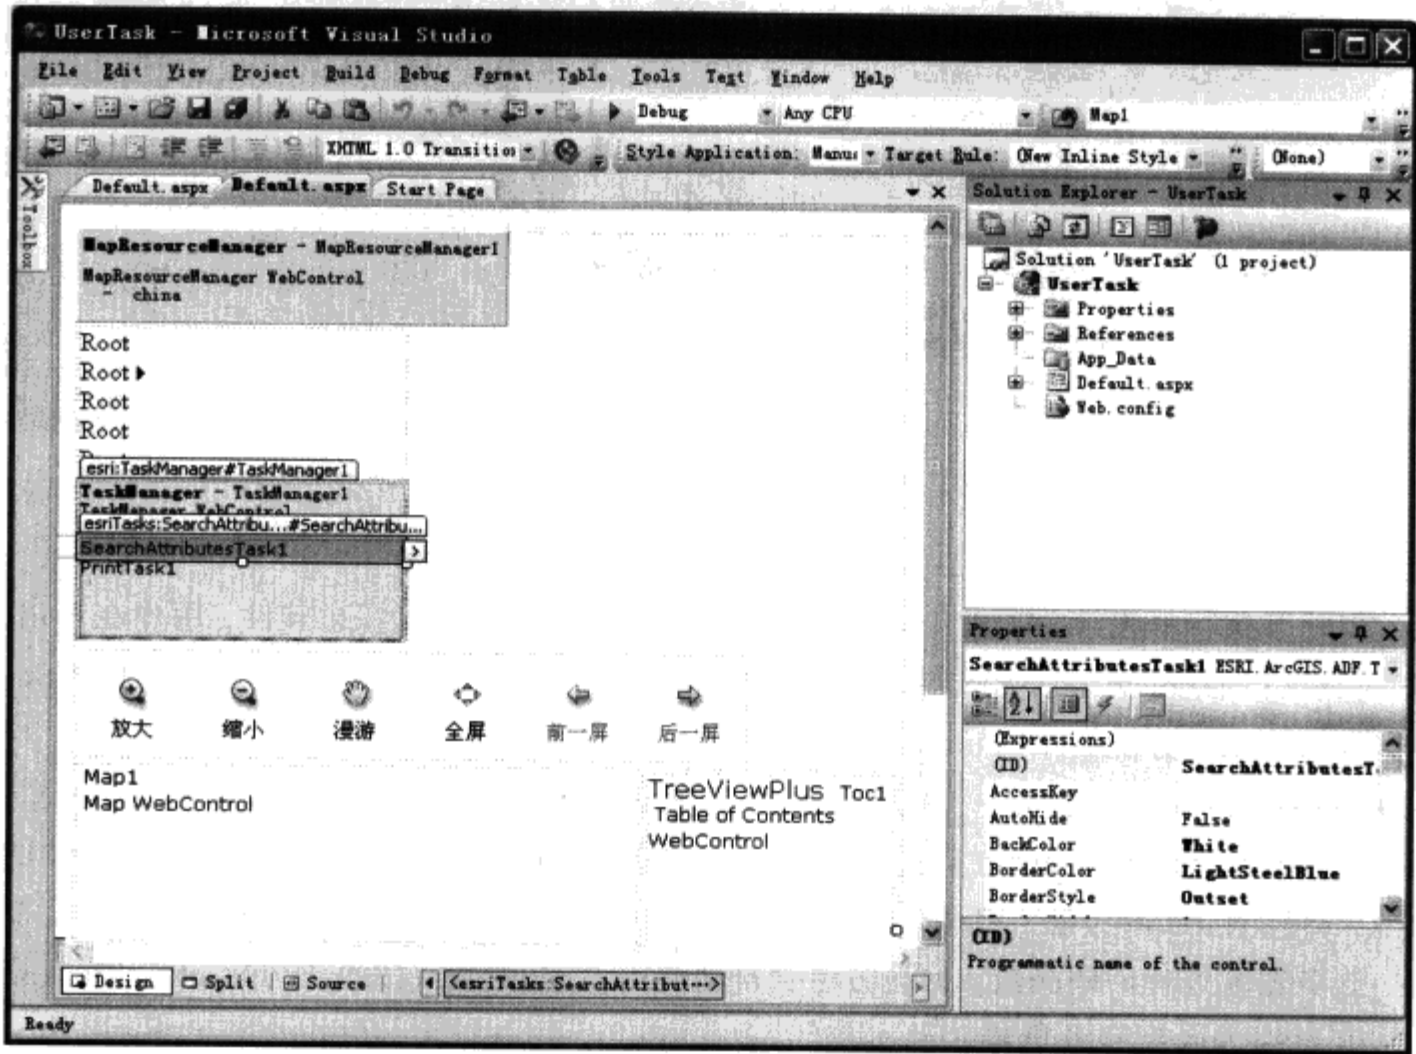 UserTask - Microsoft Visual Studio
File Edit View Project Build Debug Format Table Tools Test Window Help
Debug Any CPU Map1
XHTML 1.0 Transition Style Application: Manua Target Rule: (New Inline Style (None)
Toolbox
Default.aspx Default.aspx Start Page
MapResourceManager - MapResourceManager1
MapResourceManager WebControl
- china
Root
Root
Root
Root
esri:TaskManager#TaskManager1
TaskManager - TaskManager1
TaskManager WebControl
esriTasks:SearchAttribu...#SearchAttribu...
SearchAttributesTask1
PrintTask1
放大 缩小 漫游 全屏 前一屏 后一屏
Map1
Map WebControl
TreeViewPlus Toc1
Table of Contents
WebControl
Design Split Source <esriTasks:SearchAttribut...>
Ready
Solution Explorer - UserTask
Solution 'UserTask' (1 project)
UserTask
Properties
References
App_Data
Default.aspx
Web.config
Properties
SearchAttributesTask1 ESRI.ArcGIS.ADF.T
(Expressions)
(ID) SearchAttributesT
AccessKey
AutoHide False
BackColor White
BorderColor LightSteelBlue
BorderStyle Outset
(ID)
Programmatic name of the control.